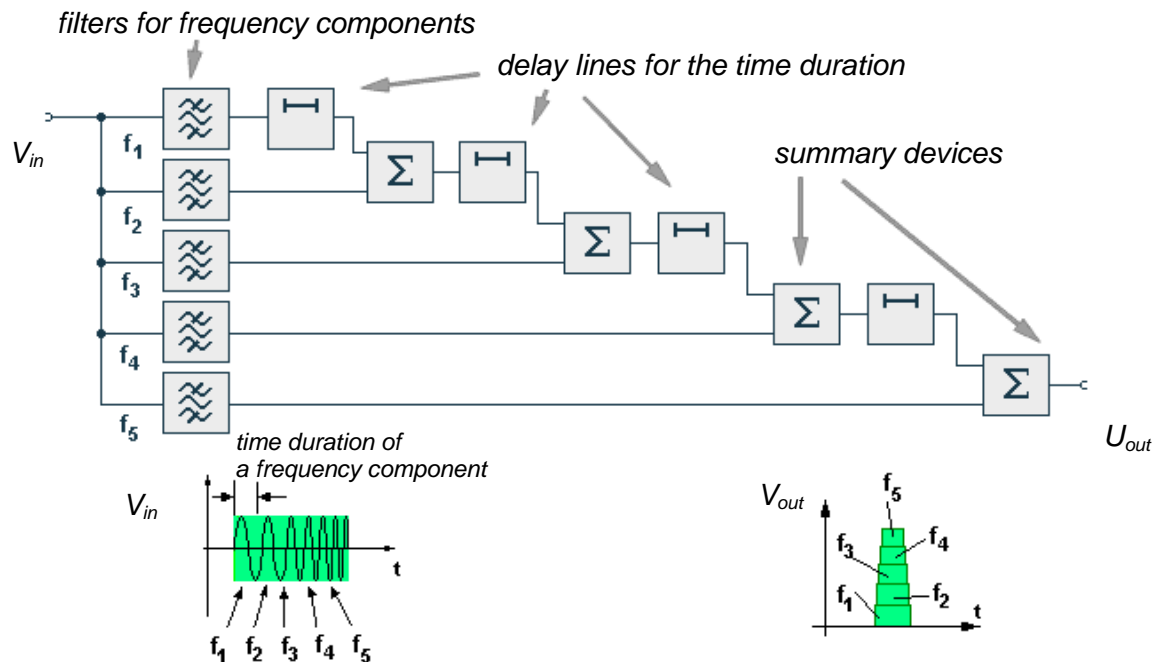 filters for frequency components
delay lines for the time duration
V_in
f₁
Σ
summary devices
f₂
Σ
f₃
Σ
f₄
Σ
f₅
U_out
time duration of
a frequency component
V_in
t
f₁ f₂ f₃ f₄ f₅
V_out
f₅
f₄
f₃
f₂
f₁
t